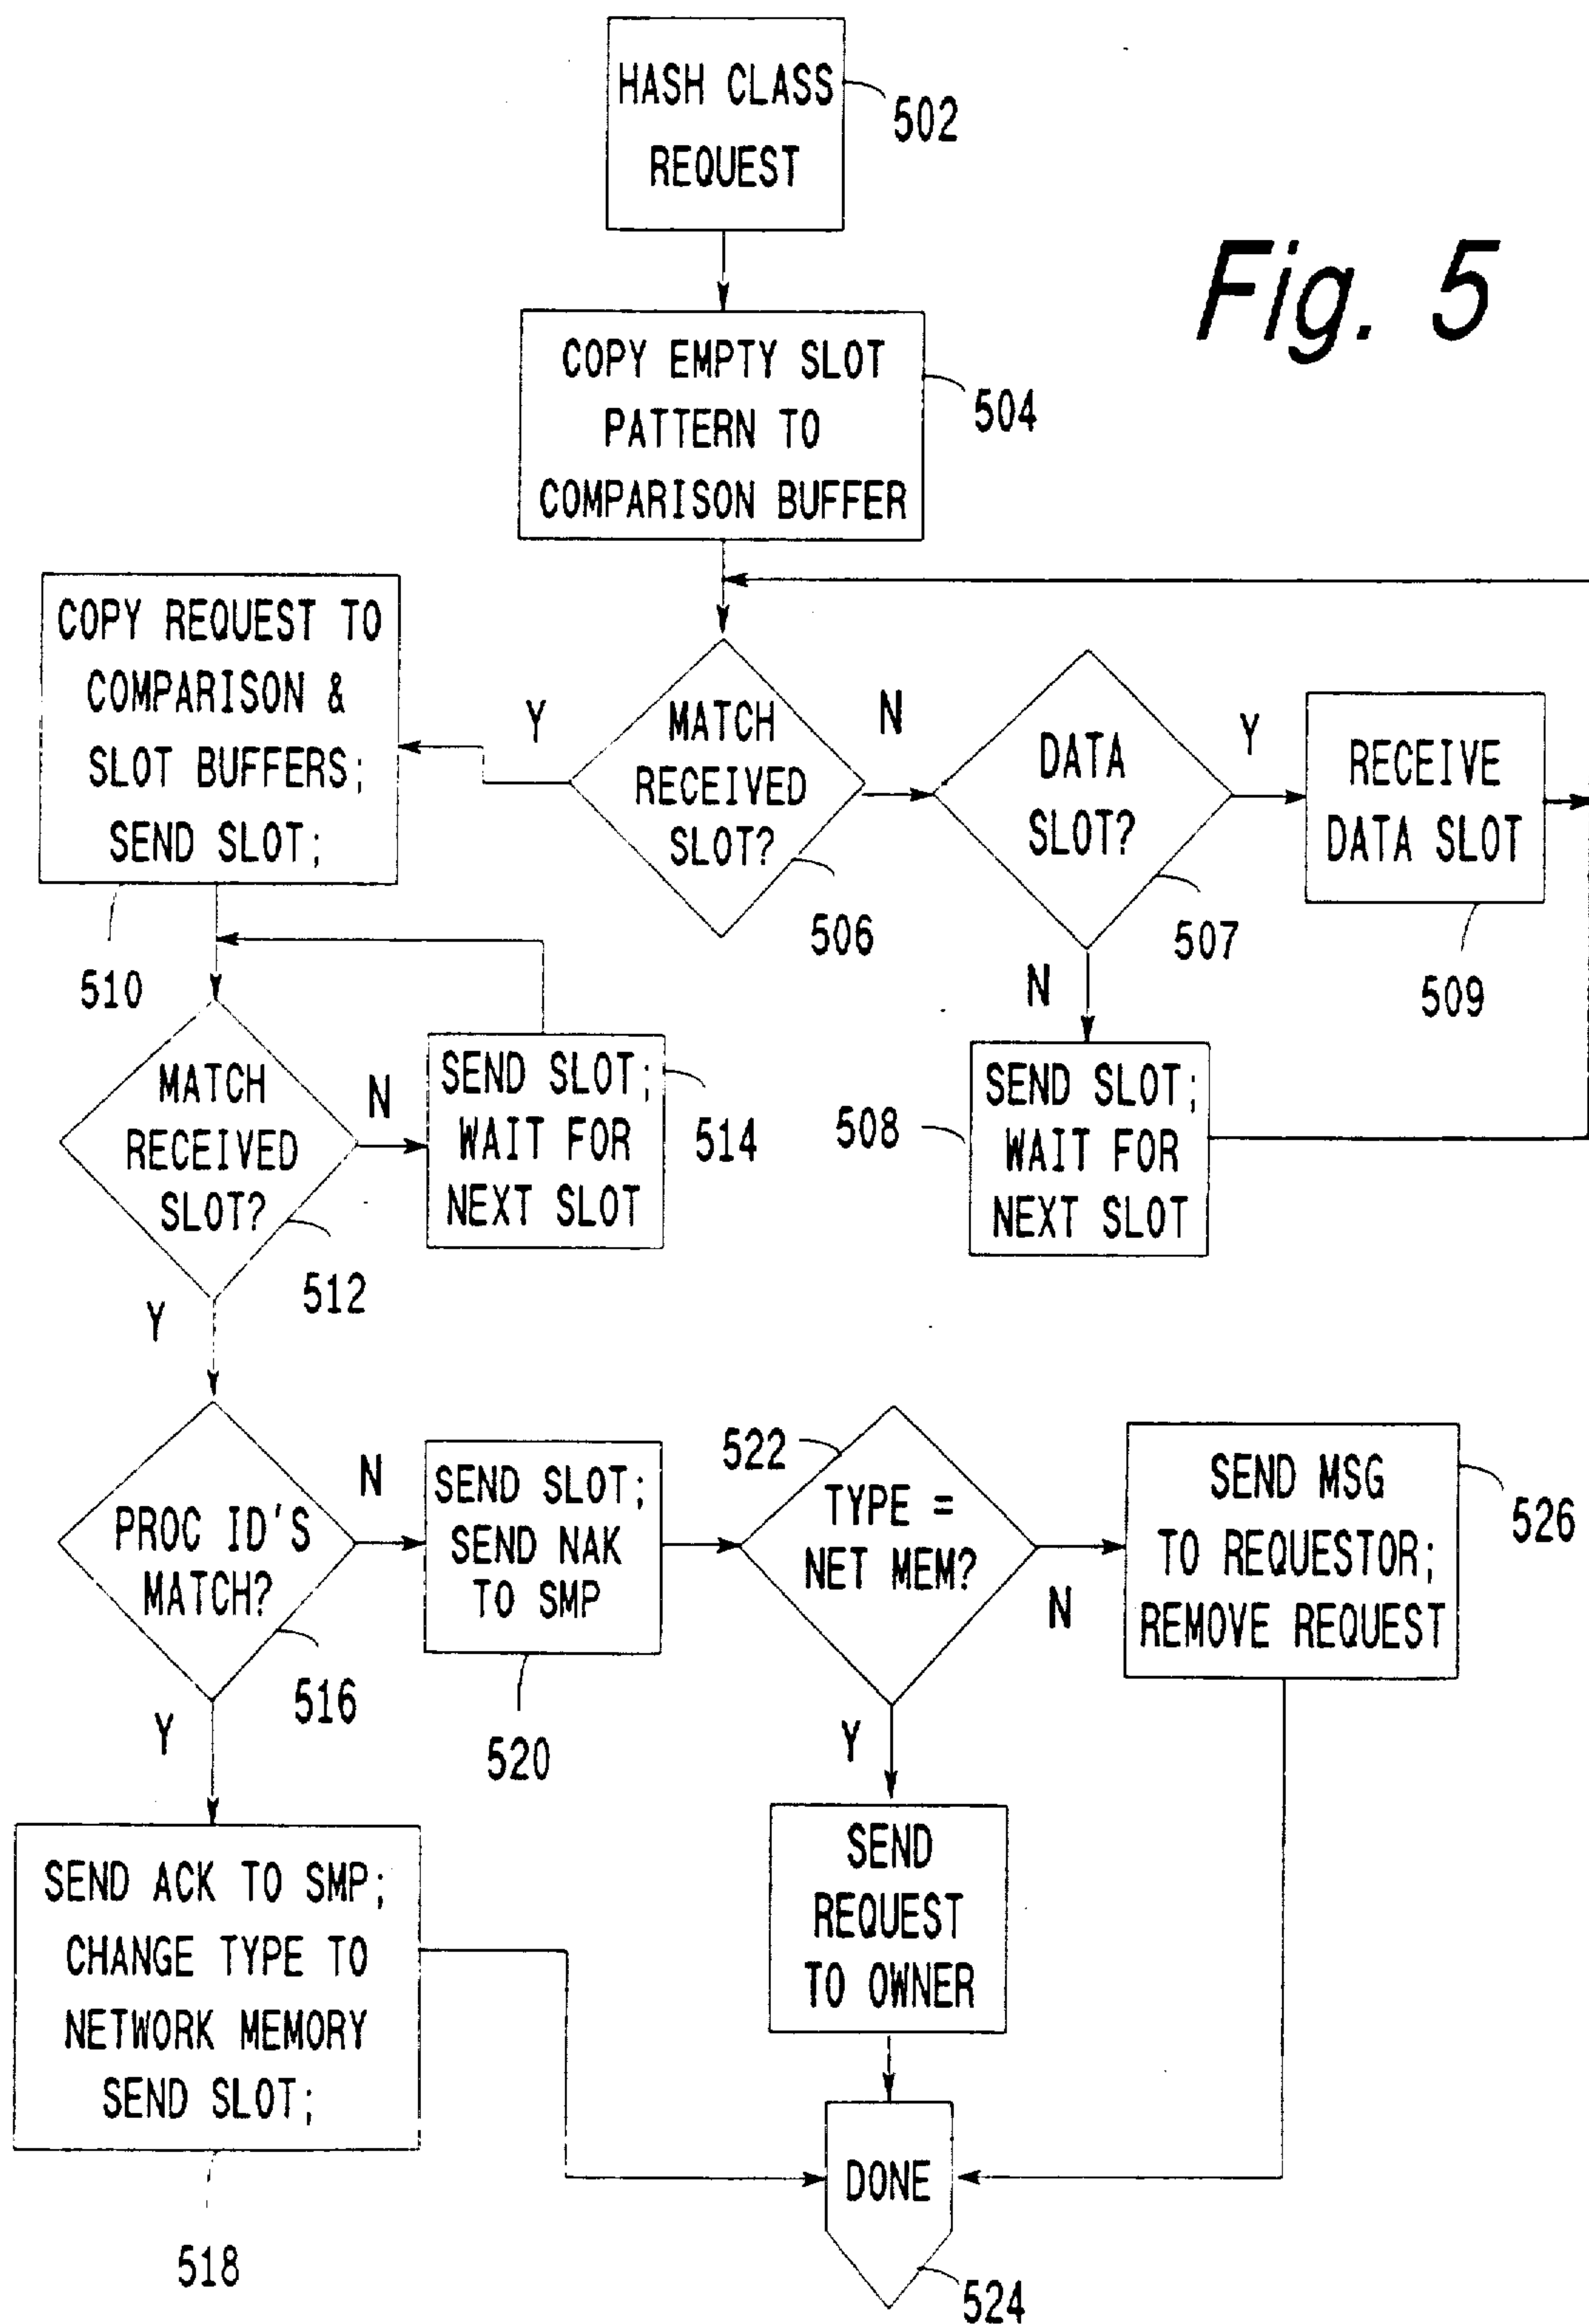 HASH CLASS
REQUEST
502
Fig. 5
COPY EMPTY SLOT
PATTERN TO
COMPARISON BUFFER
504
COPY REQUEST TO
COMPARISON &
SLOT BUFFERS;
SEND SLOT;
510
Y
MATCH
RECEIVED
SLOT?
506
N
DATA
SLOT?
507
Y
RECEIVE
DATA SLOT
509
N
SEND SLOT;
WAIT FOR
NEXT SLOT
508
MATCH
RECEIVED
SLOT?
512
N
SEND SLOT;
WAIT FOR
NEXT SLOT
514
Y
PROC ID'S
MATCH?
516
N
SEND SLOT;
SEND NAK
TO SMP
520
522
TYPE =
NET MEM?
N
SEND MSG
TO REQUESTOR;
REMOVE REQUEST
526
Y
Y
SEND ACK TO SMP;
CHANGE TYPE TO
NETWORK MEMORY
SEND SLOT;
518
SEND
REQUEST
TO OWNER
DONE
524